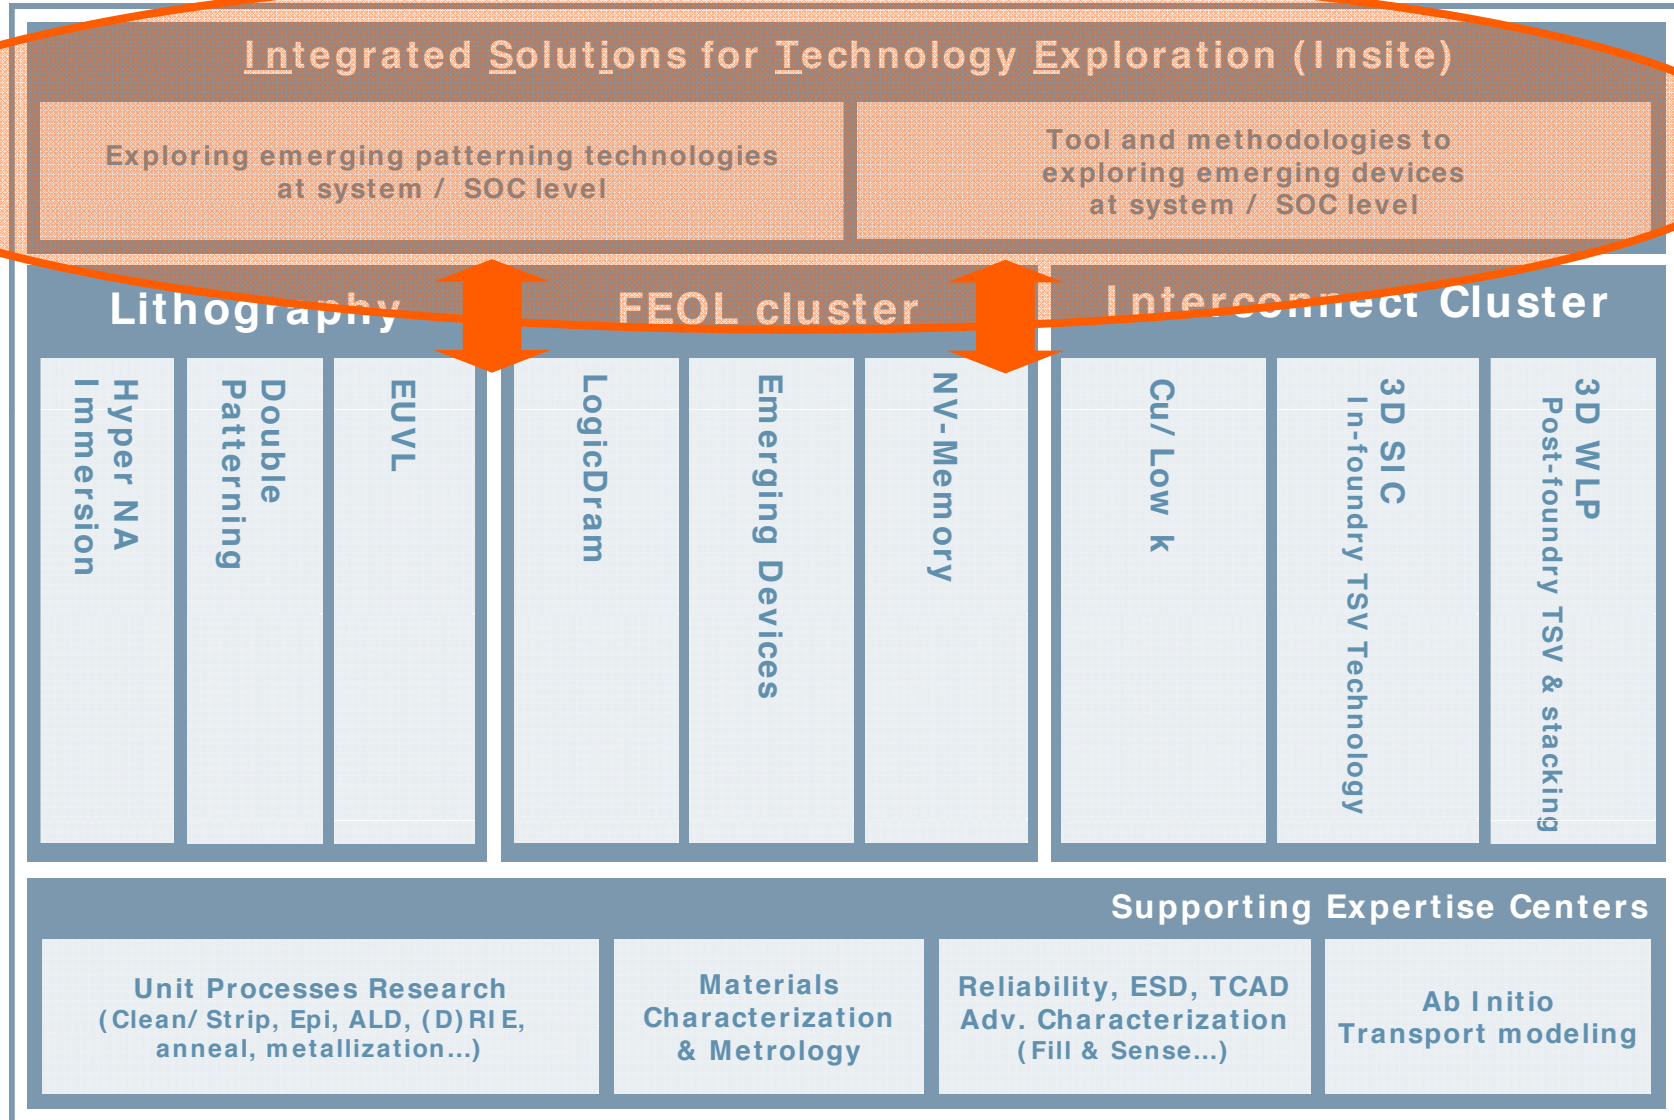 Integrated Solutions for Technology Exploration (Insite)
Exploring emerging patterning technologies
at system / SOC level
Tool and methodologies to
exploring emerging devices
at system / SOC level
Lithography
FEOL cluster
Interconnect Cluster
Hyper NA
Immersion
Double
Patterning
EUVL
LogicDram
Emerging Devices
NV-Memory
Cu/ Low k
3D SIC
In-foundry TSV Technology
3D WLP
Post-foundry TSV & stacking
Supporting Expertise Centers
Unit Processes Research
(Clean/ Strip, Epi, ALD, (D)RIE,
anneal, metallization...)
Materials
Characterization
& Metrology
Reliability, ESD, TCAD
Adv. Characterization
(Fill & Sense...)
Ab Initio
Transport modeling